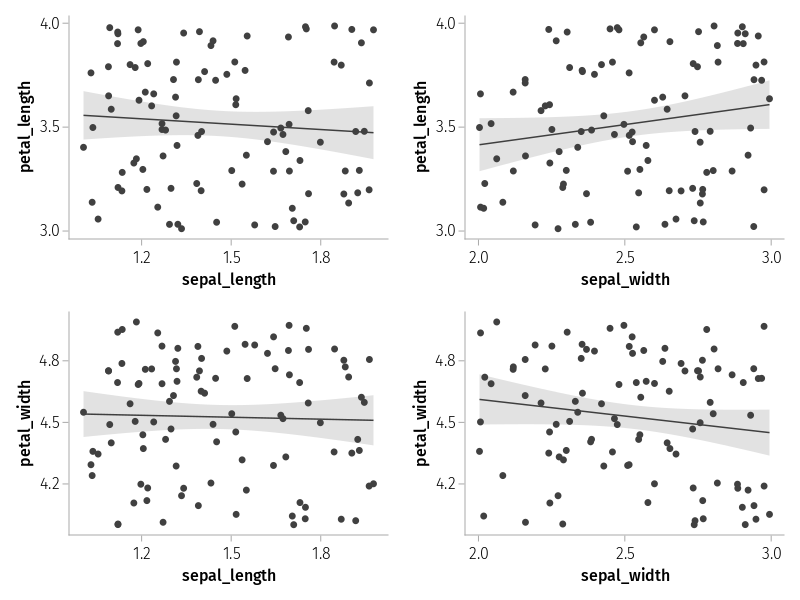 4.0
3.5
3.0
petal_length
1.2 1.5 1.8
sepal_length
4.0
3.5
3.0
petal_length
2.0 2.5 3.0
sepal_width
4.8
4.5
4.2
petal_width
1.2 1.5 1.8
sepal_length
4.8
4.5
4.2
petal_width
2.0 2.5 3.0
sepal_width